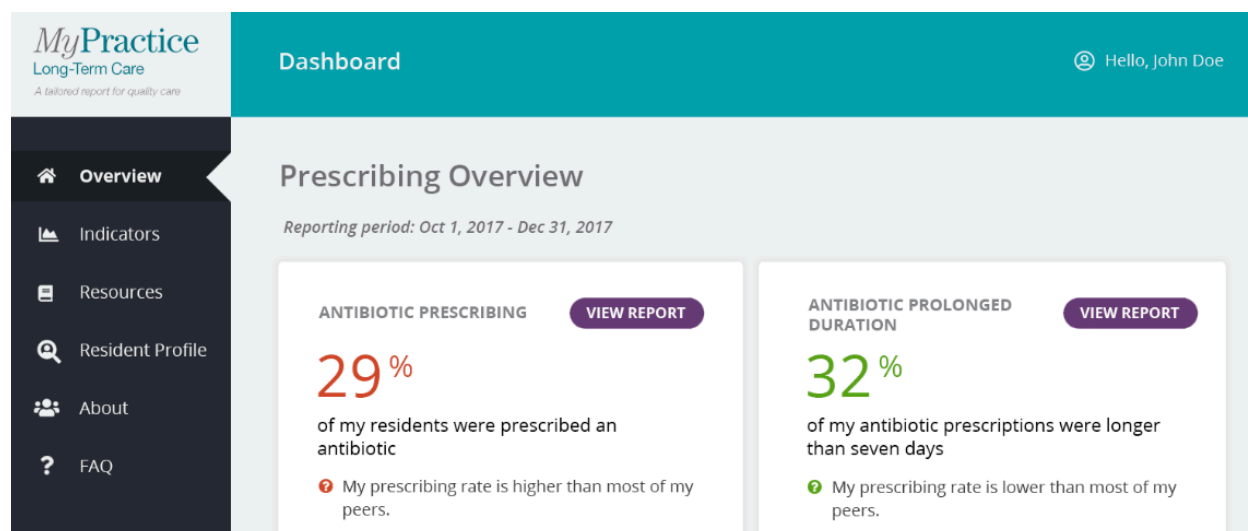 MyPractice
Long-Term Care
A tailored report for quality care
Dashboard
Hello, John Doe
Overview
Indicators
Resources
Resident Profile
About
? FAQ
Prescribing Overview
Reporting period: Oct 1, 2017 - Dec 31, 2017
ANTIBIOTIC PRESCRIBING
VIEW REPORT
29 %
of my residents were prescribed an
antibiotic
? My prescribing rate is higher than most of my
peers.
ANTIBIOTIC PROLONGED
DURATION
VIEW REPORT
32 %
of my antibiotic prescriptions were longer
than seven days
? My prescribing rate is lower than most of my
peers.